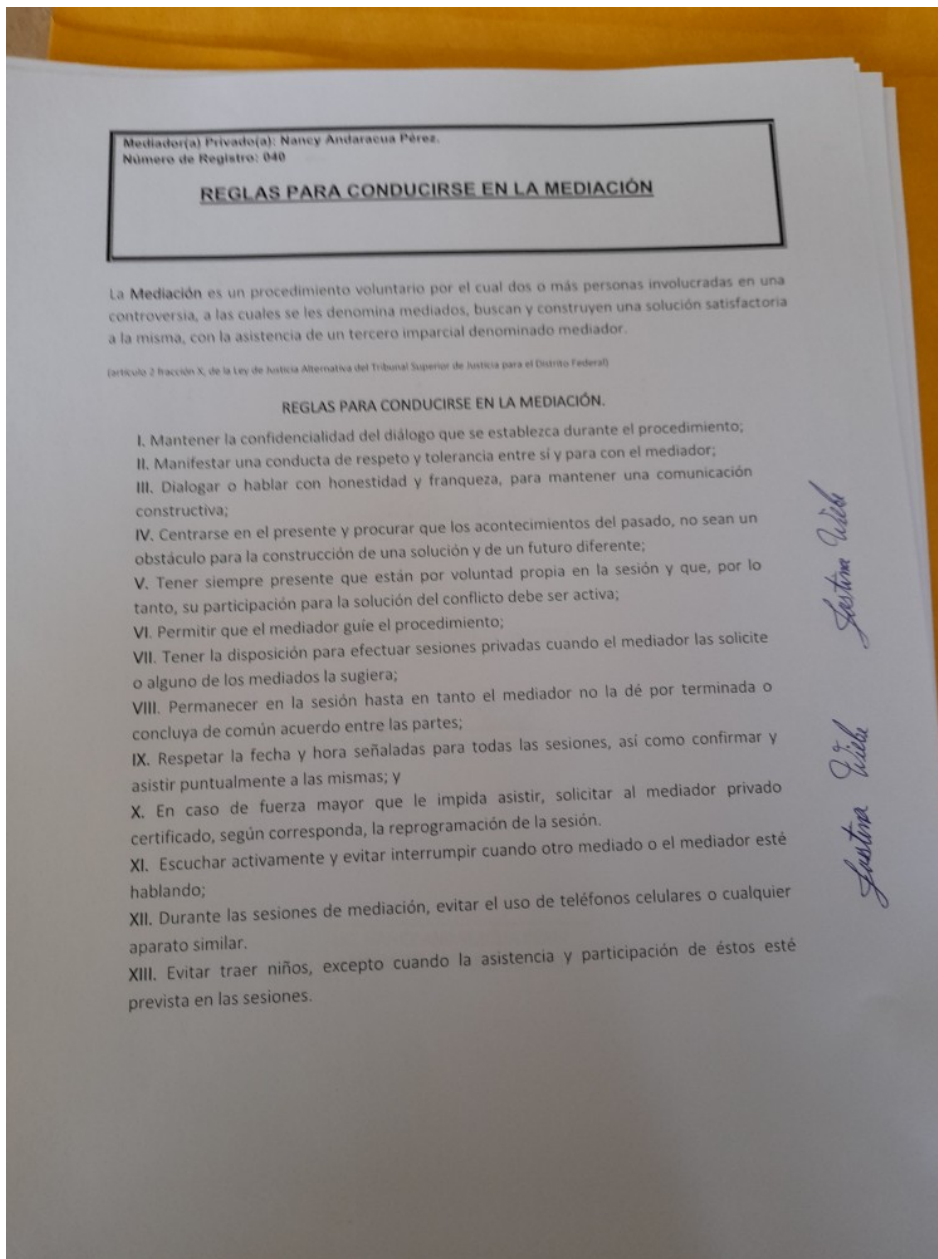 Mediador(a) Privado(a): Nancy Andaracua Pérez.
Número de Registro: 040
REGLAS PARA CONDUCIRSE EN LA MEDIACIÓN
La Mediación es un procedimiento voluntario por el cual dos o más personas involucradas en una
controversia, a las cuales se les denomina mediados, buscan y construyen una solución satisfactoria
a la misma, con la asistencia de un tercero imparcial denominado mediador.
(artículo 2 fracción X, de la Ley de Justicia Alternativa del Tribunal Superior de Justicia para el Distrito Federal)
REGLAS PARA CONDUCIRSE EN LA MEDIACIÓN.
I. Mantener la confidencialidad del diálogo que se establezca durante el procedimiento;
II. Manifestar una conducta de respeto y tolerancia entre sí y para con el mediador;
III. Dialogar o hablar con honestidad y franqueza, para mantener una comunicación
constructiva;
IV. Centrarse en el presente y procurar que los acontecimientos del pasado, no sean un
obstáculo para la construcción de una solución y de un futuro diferente;
V. Tener siempre presente que están por voluntad propia en la sesión y que, por lo
tanto, su participación para la solución del conflicto debe ser activa;
VI. Permitir que el mediador guíe el procedimiento;
VII. Tener la disposición para efectuar sesiones privadas cuando el mediador las solicite
o alguno de los mediados la sugiera;
VIII. Permanecer en la sesión hasta en tanto el mediador no la dé por terminada o
concluya de común acuerdo entre las partes;
IX. Respetar la fecha y hora señaladas para todas las sesiones, así como confirmar y
asistir puntualmente a las mismas; y
X. En caso de fuerza mayor que le impida asistir, solicitar al mediador privado
certificado, según corresponda, la reprogramación de la sesión.
XI. Escuchar activamente y evitar interrumpir cuando otro mediado o el mediador esté
hablando;
XII. Durante las sesiones de mediación, evitar el uso de teléfonos celulares o cualquier
aparato similar.
XIII. Evitar traer niños, excepto cuando la asistencia y participación de éstos esté
prevista en las sesiones.